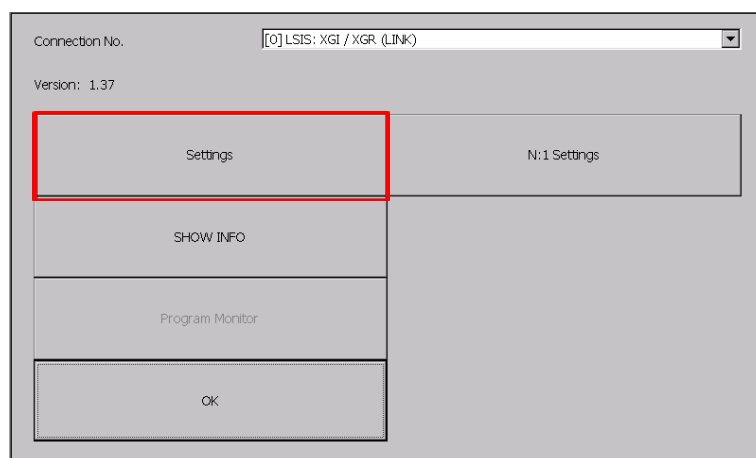 Connection No. [0] LSIS: XGI / XGR (LINK)
Version: 1.37
Settings N:1 Settings
SHOW INFO
Program Monitor
OK